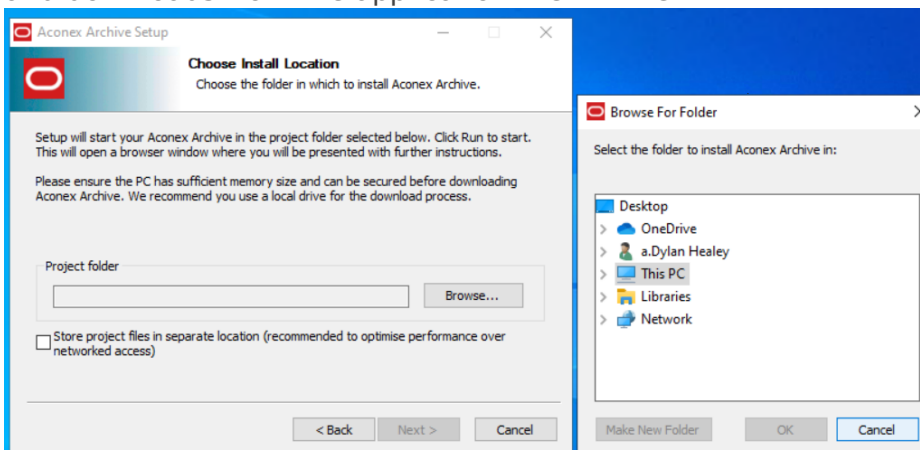 Aconex Archive Setup
Choose Install Location
Choose the folder in which to install Aconex Archive.
Setup will start your Aconex Archive in the project folder selected below. Click Run to start.
This will open a browser window where you will be presented with further instructions.
Please ensure the PC has sufficient memory size and can be secured before downloading
Aconex Archive. We recommend you use a local drive for the download process.
Project folder
Browse...
Store project files in separate location (recommended to optimise performance over
networked access)
< Back
Next >
Cancel
Browse For Folder
Select the folder to install Aconex Archive in:
Desktop
OneDrive
a.Dylan Healey
This PC
Libraries
Network
Make New Folder
OK
Cancel